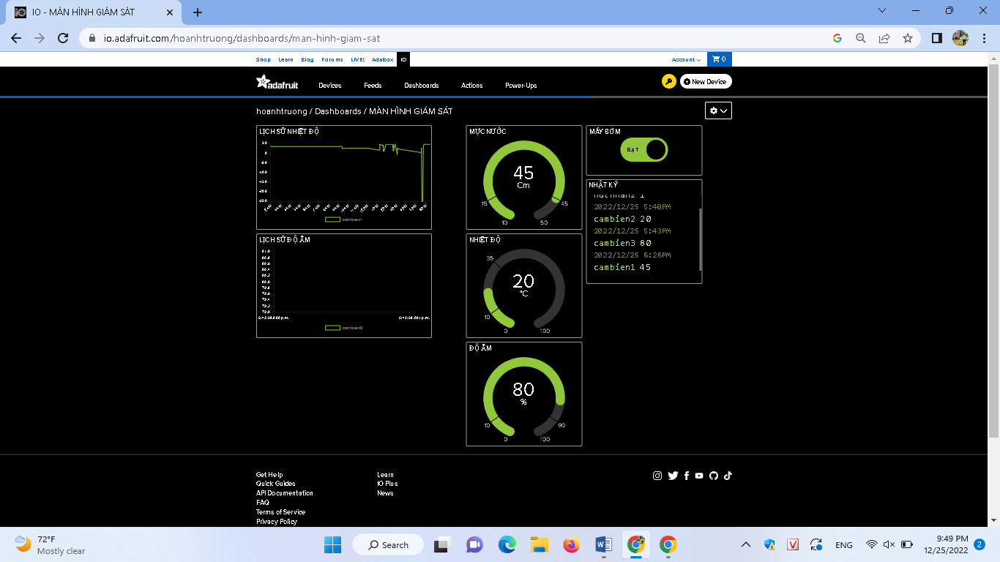 IO - MÀN HÌNH GIÁM SÁT
io.adafruit.com/hoanhtruong/dashboards/man-hinh-giam-sat
Shop Learn Blog Forums LIVE! AdaBox IO
Account 0
adafruit Devices Feeds Dashboards Actions Power-Ups New Device
hoanhtruong / Dashboards / MÀN HÌNH GIÁM SÁT
LỊCH SỬ NHIỆT ĐỘ
cambien1
LỊCH SỬ ĐỘ ẨM
81.0
79.0
cambien3
MỰC NƯỚC
45
Cm
15 45
10 50
NHIỆT ĐỘ
35
20
°C
10
0 100
ĐỘ ẨM
80
%
10 90
0 100
MÁY BƠM
BẬT
NHẬT KÝ
2022/12/25 5:40PM
cambien2 20
2022/12/25 5:43PM
cambien3 80
2022/12/25 6:26PM
cambien1 45
Get Help
Quick Guides
API Documentation
FAQ
Terms of Service
Privacy Policy
Learn
IO Plus
News
72°F
Mostly clear
Search
ENG
9:49 PM
12/25/2022
2